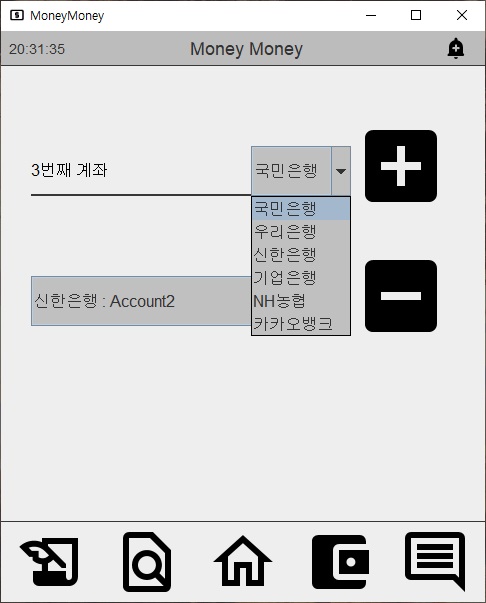 MoneyMoney
20:31:35
Money Money
3번째 계좌
국민은행
국민은행
우리은행
신한은행
기업은행
NH농협
카카오뱅크
신한은행 : Account2